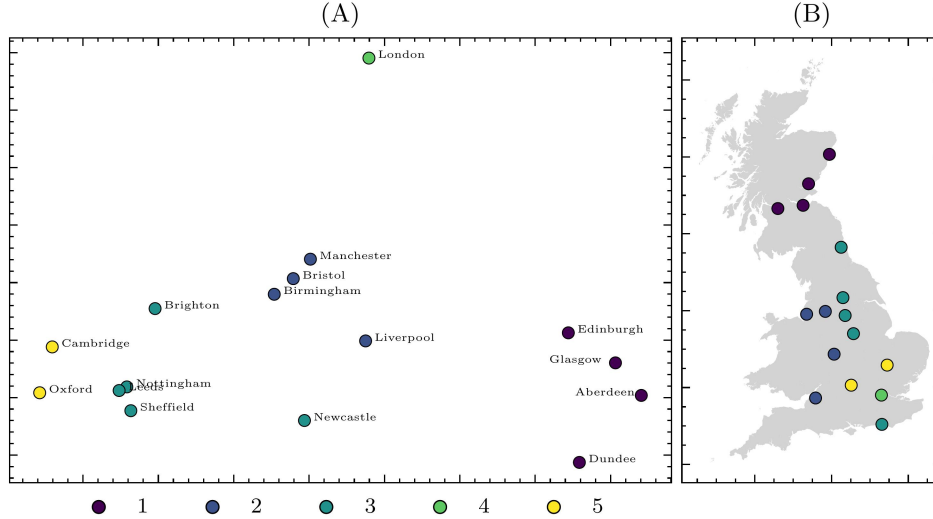 (A) (B)
London
Manchester
Bristol
Birmingham
Brighton
Edinburgh
Liverpool
Cambridge
Glasgow
Nottingham
Leeds
Oxford
Aberdeen
Sheffield
Newcastle
Dundee
1 2 3 4 5